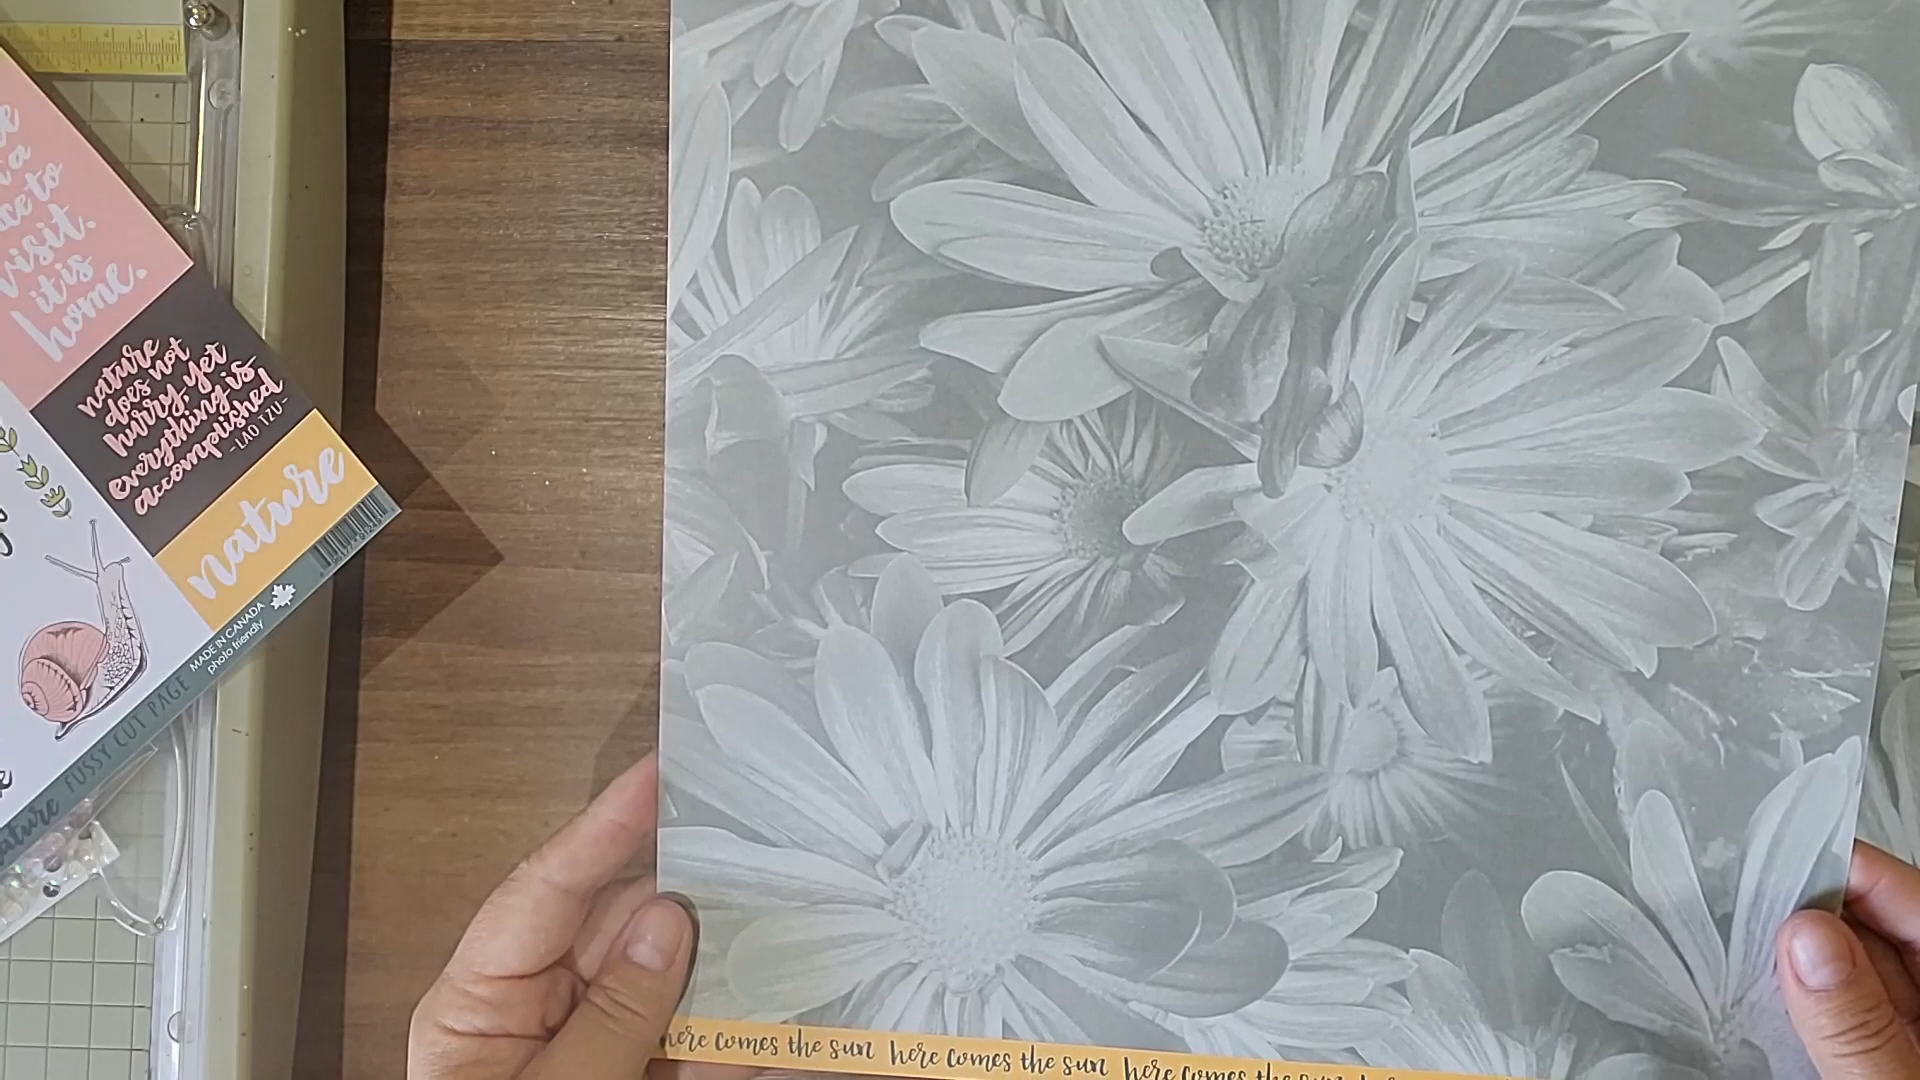 visit.
it is
home.
nature
does not
hurry, yet
everything is
accomplished
-LAO TZU-
nature
MADE IN CANADA
photo friendly
nature FUSSY CUT PAGE
here comes the sun here comes the sun here comes the sun